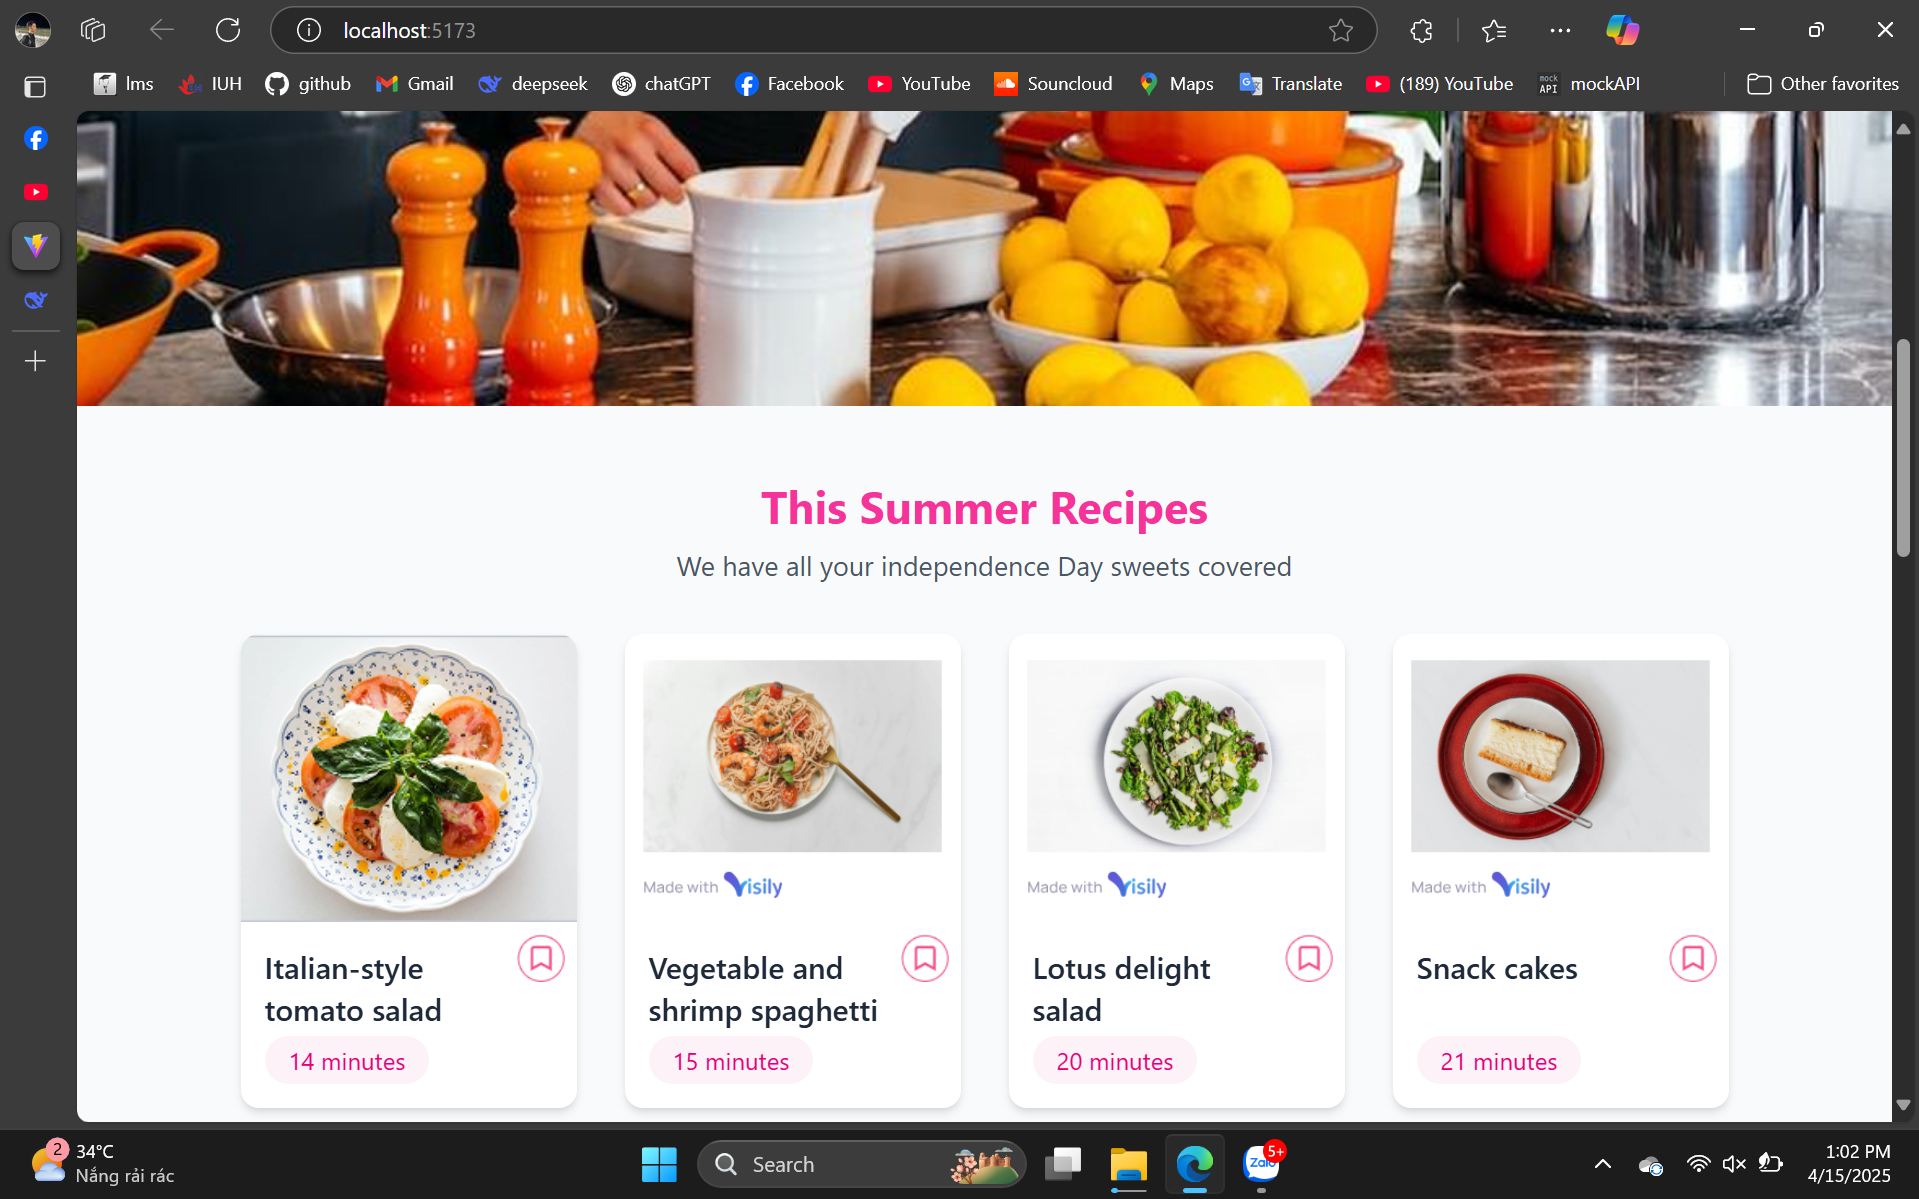 localhost:5173
lms
IUH
github
Gmail
deepseek
chatGPT
Facebook
YouTube
Souncloud
Maps
Translate
(189) YouTube
mock
API
mockAPI
Other favorites
This Summer Recipes
We have all your independence Day sweets covered
Made with Visily
Made with Visily
Made with Visily
Italian-style
tomato salad
14 minutes
Vegetable and
shrimp spaghetti
15 minutes
Lotus delight
salad
20 minutes
Snack cakes
21 minutes
2
34°C
Nắng rải rác
Search
Zalo
5+
1:02 PM
4/15/2025